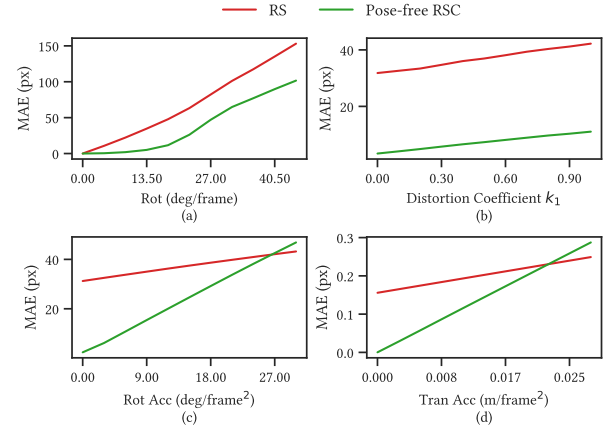 RS Pose-free RSC
MAE (px)
150
100
50
0
0.00 13.50 27.00 40.50
Rot (deg/frame)
(a)
MAE (px)
40
20
0.00 0.30 0.60 0.90
Distortion Coefficient k₁
(b)
MAE (px)
40
20
0.00 9.00 18.00 27.00
Rot Acc (deg/frame²)
(c)
MAE (px)
0.3
0.2
0.1
0.0
0.000 0.008 0.017 0.025
Tran Acc (m/frame²)
(d)